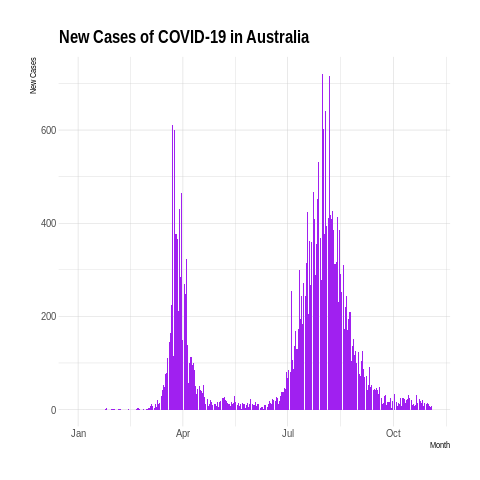 New Cases of COVID-19 in Australia
New Cases
600
400
200
0
Jan Apr Jul Oct
Month